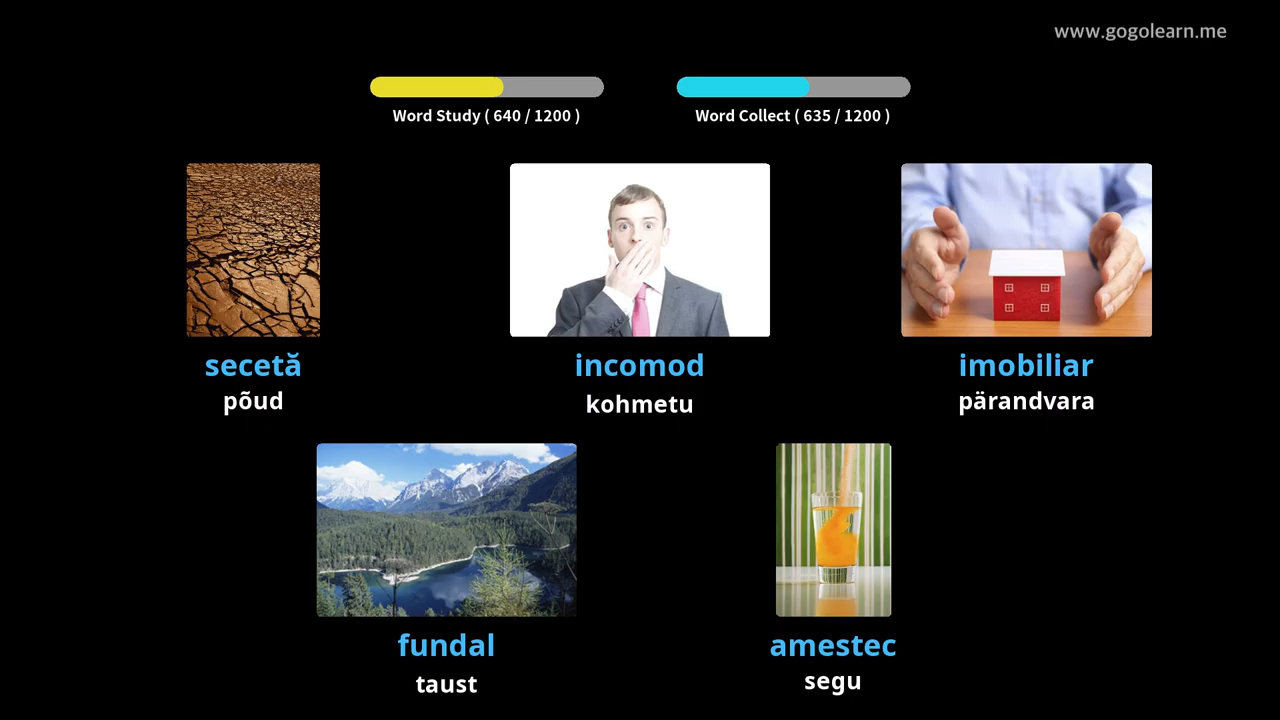 www.gogolearn.me
Word Study ( 640 / 1200 )
Word Collect ( 635 / 1200 )
secetă
põud
incomod
kohmetu
imobiliar
pärandvara
fundal
taust
amestec
segu